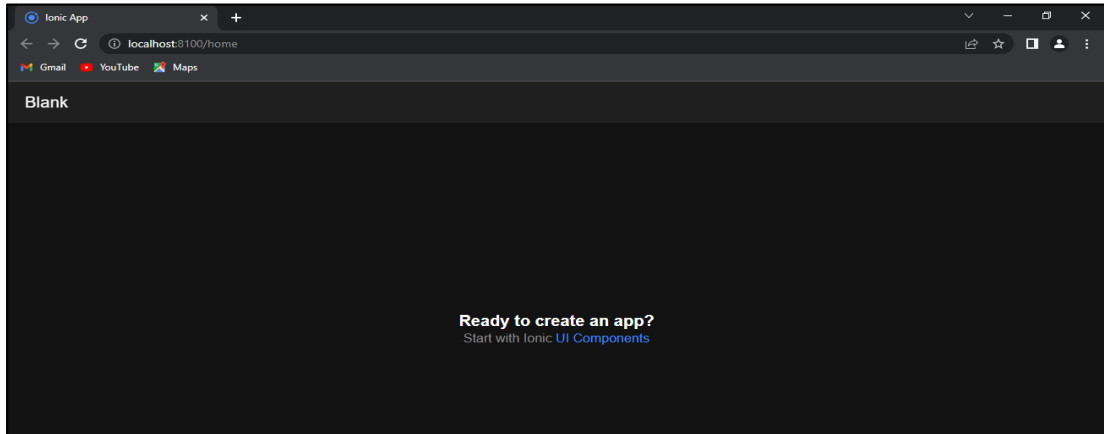 Ionic App
localhost:8100/home
Gmail YouTube Maps
Blank
Ready to create an app?
Start with Ionic UI Components